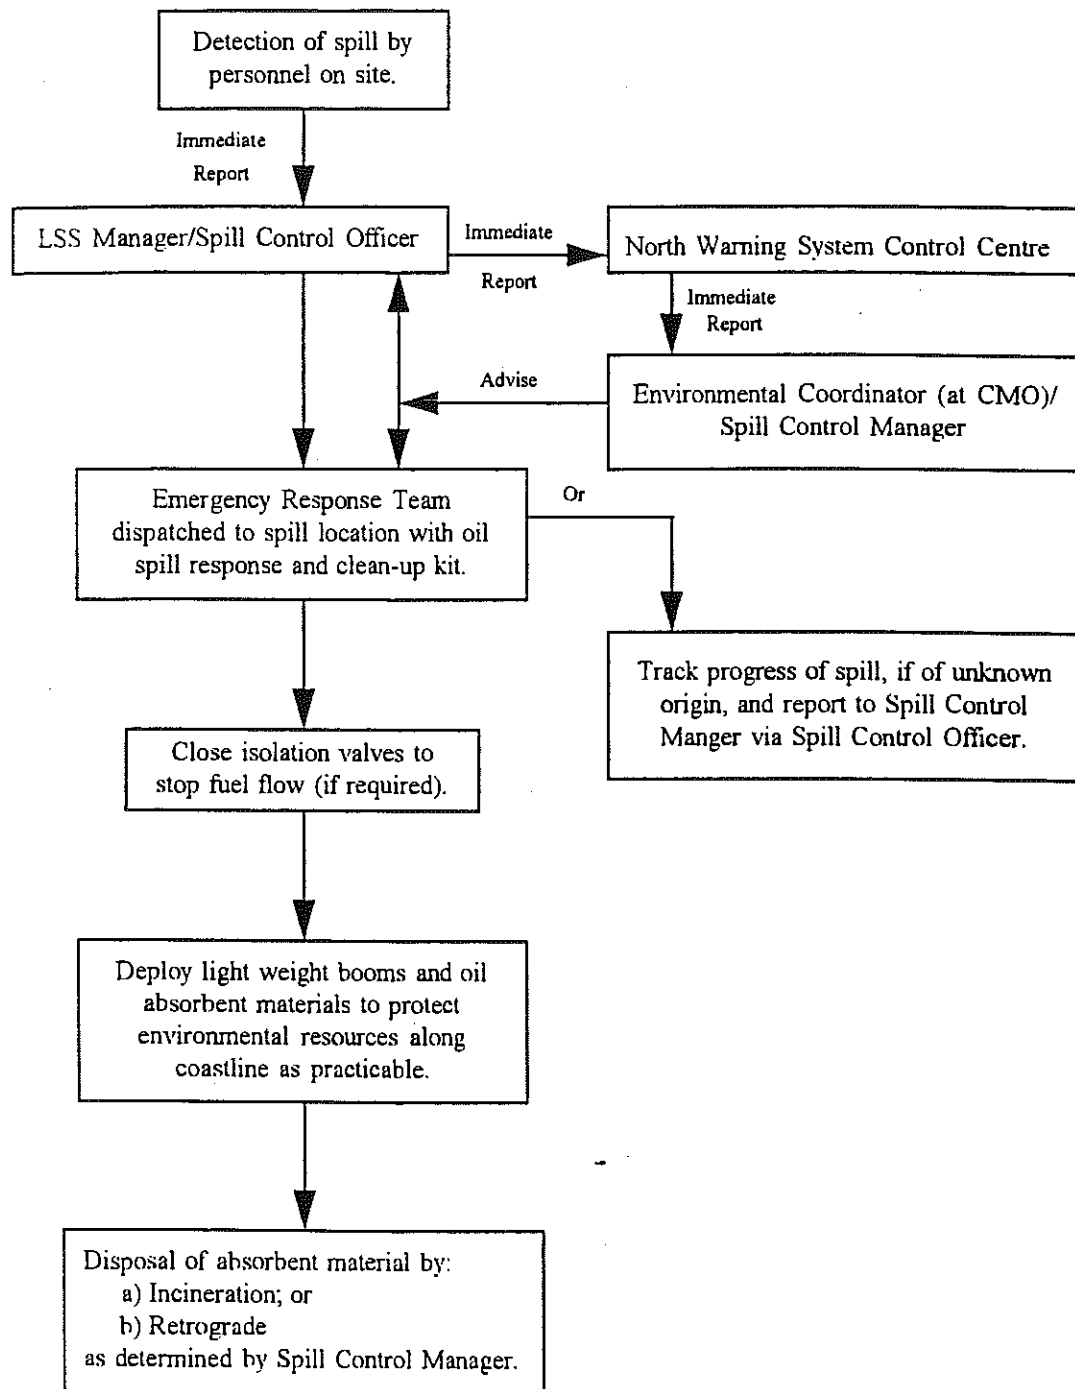 Detection of spill by
personnel on site.
Immediate
Report
LSS Manager/Spill Control Officer
Immediate
Report
North Warning System Control Centre
Immediate
Report
Advise
Environmental Coordinator (at CMO)/
Spill Control Manager
Emergency Response Team
dispatched to spill location with oil
spill response and clean-up kit.
Or
Track progress of spill, if of unknown
origin, and report to Spill Control
Manger via Spill Control Officer.
Close isolation valves to
stop fuel flow (if required).
Deploy light weight booms and oil
absorbent materials to protect
environmental resources along
coastline as practicable.
Disposal of absorbent material by:
a) Incineration; or
b) Retrograde
as determined by Spill Control Manager.